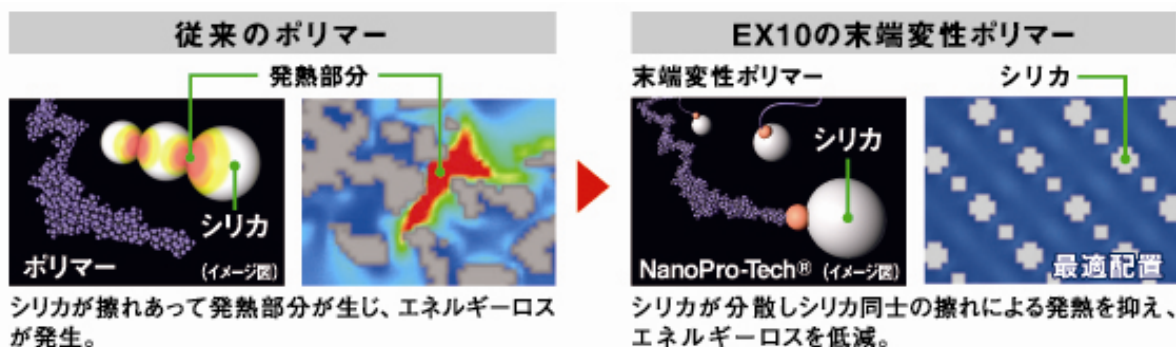 従来のポリマー
発熱部分
シリカ
ポリマー
(イメージ図)
シリカが擦れあって発熱部分が生じ、エネルギーロス
が発生。
EX10の末端変性ポリマー
末端変性ポリマー
シリカ
シリカ
NanoPro-Tech® (イメージ図)
最適配置
シリカが分散しシリカ同士の擦れによる発熱を抑え、
エネルギーロスを低減。